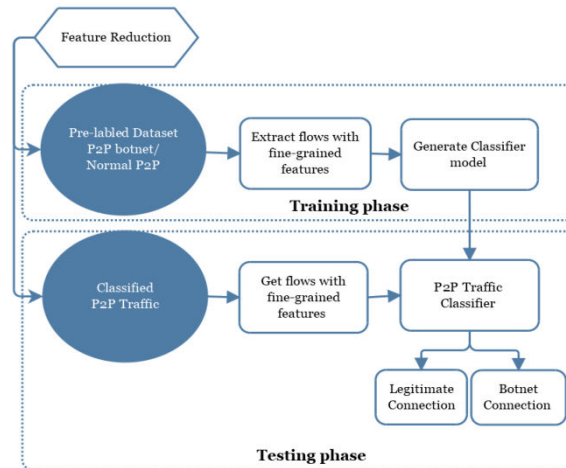 Feature Reduction
Pre-labled Dataset
P2P botnet/
Normal P2P
Extract flows with
fine-grained
features
Generate Classifier
model
Training phase
Classified
P2P Traffic
Get flows with
fine-grained
features
P2P Traffic
Classifier
Legitimate
Connection
Botnet
Connection
Testing phase